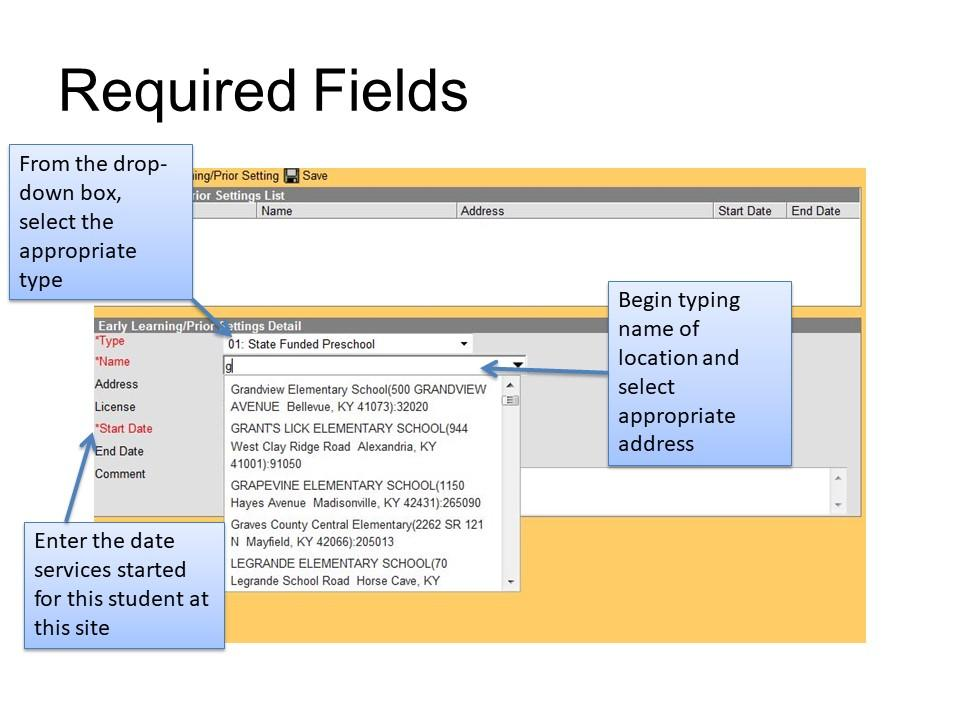 Required Fields
From the drop-
down box,
select the
appropriate
type
ing/Prior Setting Save
rior Settings List
Name Address Start Date End Date
Early Learning/Prior Settings Detail
*Type 01: State Funded Preschool
*Name g
Address
License
*Start Date
End Date
Comment
Grandview Elementary School(500 GRANDVIEW
AVENUE Bellevue, KY 41073):32020
GRANT'S LICK ELEMENTARY SCHOOL(944
West Clay Ridge Road Alexandria, KY
41001):91050
GRAPEVINE ELEMENTARY SCHOOL(1150
Hayes Avenue Madisonville, KY 42431):265090
Graves County Central Elementary(2262 SR 121
N Mayfield, KY 42066):205013
LEGRANDE ELEMENTARY SCHOOL(70
Legrande School Road Horse Cave, KY
Begin typing
name of
location and
select
appropriate
address
Enter the date
services started
for this student at
this site